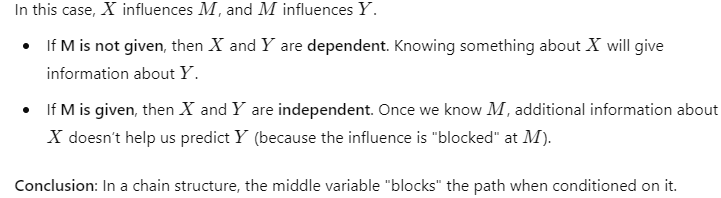 In this case, X influences M, and M influences Y.
• If M is not given, then X and Y are dependent. Knowing something about X will give
information about Y.
• If M is given, then X and Y are independent. Once we know M, additional information about
X doesn't help us predict Y (because the influence is "blocked" at M).
Conclusion: In a chain structure, the middle variable "blocks" the path when conditioned on it.